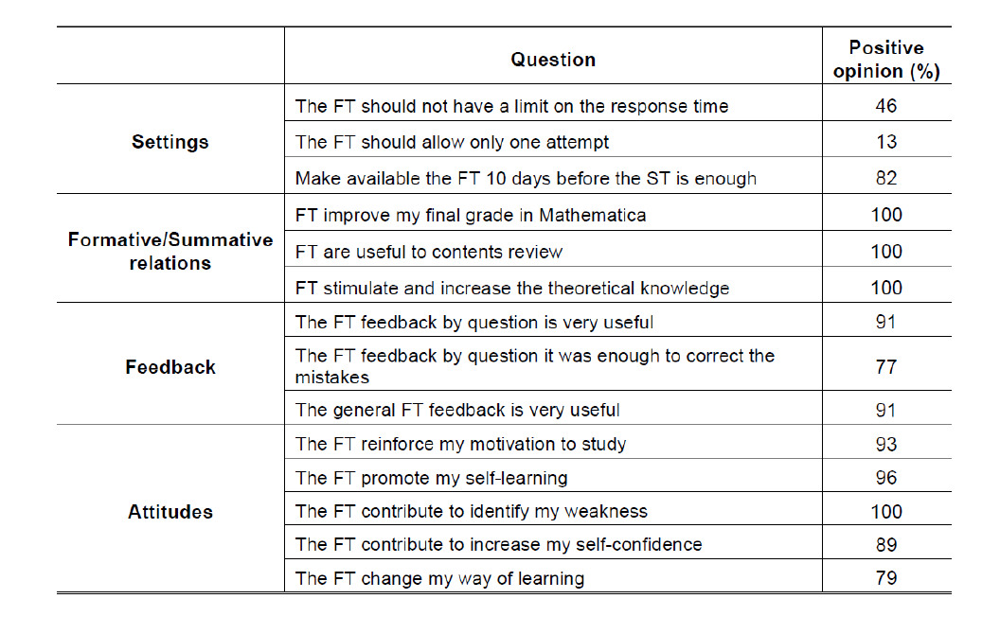 Question
Positive
opinion (%)
Settings
The FT should not have a limit on the response time
46
The FT should allow only one attempt
13
Make available the FT 10 days before the ST is enough
82
Formative/Summative
relations
FT improve my final grade in Mathematica
100
FT are useful to contents review
100
FT stimulate and increase the theoretical knowledge
100
Feedback
The FT feedback by question is very useful
91
The FT feedback by question it was enough to correct the
mistakes
77
The general FT feedback is very useful
91
Attitudes
The FT reinforce my motivation to study
93
The FT promote my self-learning
96
The FT contribute to identify my weakness
100
The FT contribute to increase my self-confidence
89
The FT change my way of learning
79